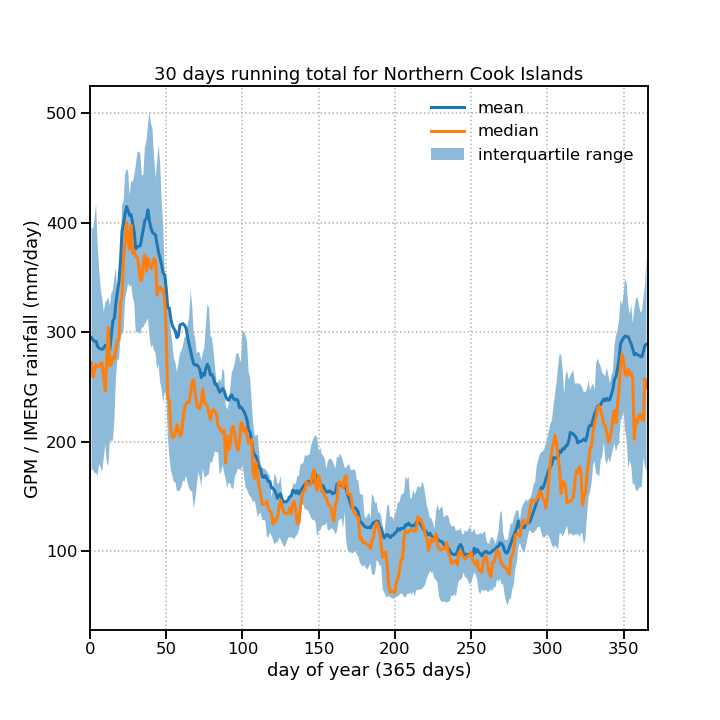 30 days running total for Northern Cook Islands
mean
median
interquartile range
500
400
300
200
100
GPM / IMERG rainfall (mm/day)
0 50 100 150 200 250 300 350
day of year (365 days)